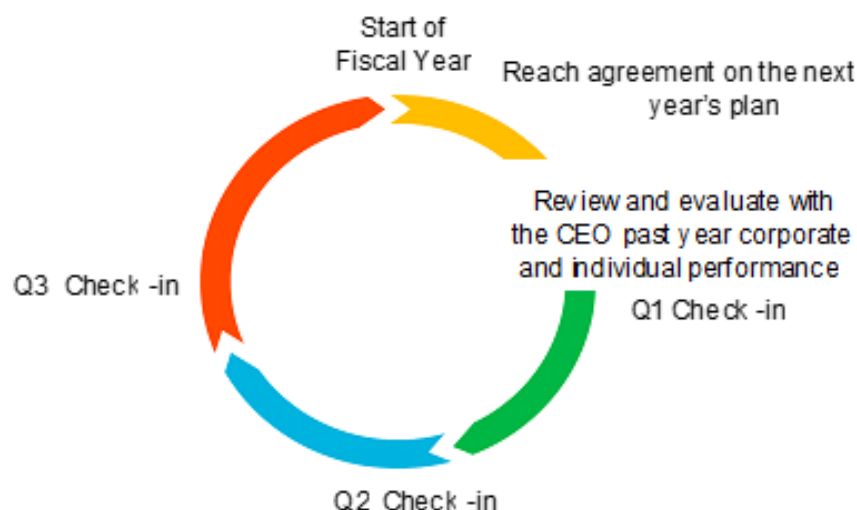 Start of
Fiscal Year
Reach agreement on the next
year's plan
Review and evaluate with
the CEO past year corporate
and individual performance
Q1 Check -in
Q2 Check -in
Q3 Check -in